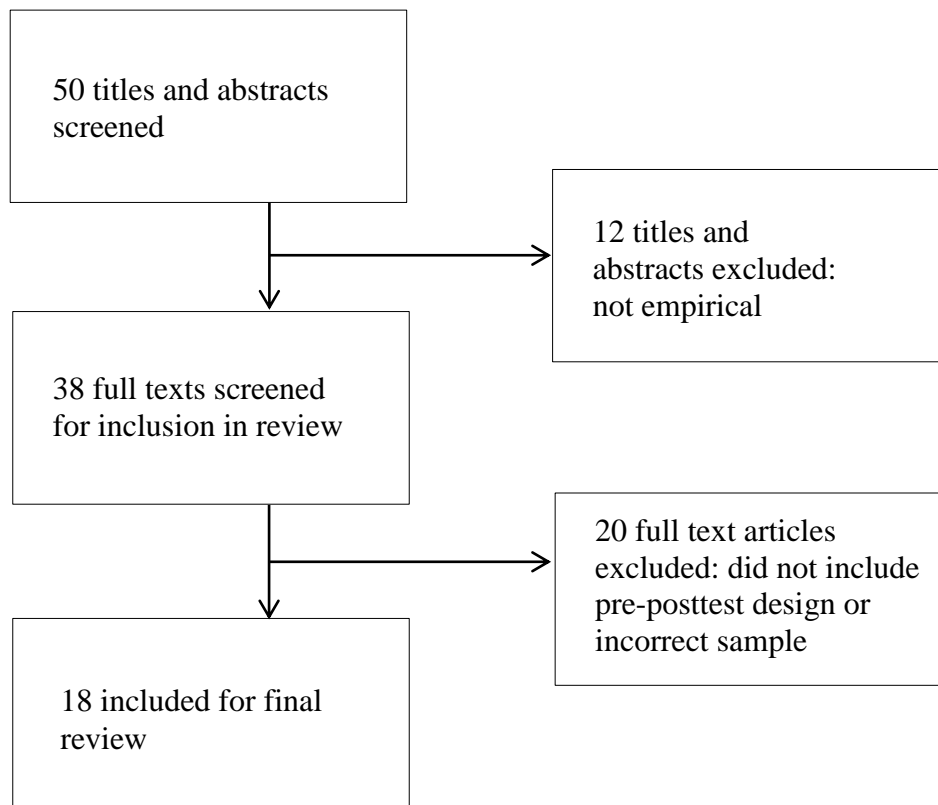 50 titles and abstracts
screened
12 titles and
abstracts excluded:
not empirical
38 full texts screened
for inclusion in review
20 full text articles
excluded: did not include
pre-posttest design or
incorrect sample
18 included for final
review